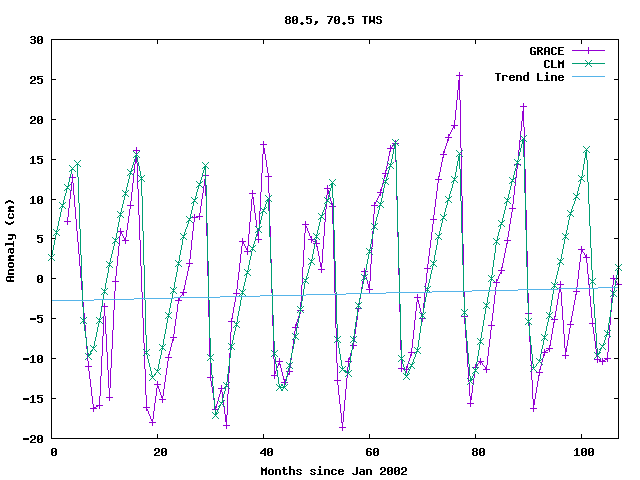 80.5, 70.5 TWS
GRACE
CLM
Trend Line
30
25
20
15
10
5
0
-5
-10
-15
-20
Anomaly (cm)
0 20 40 60 80 100
Months since Jan 2002